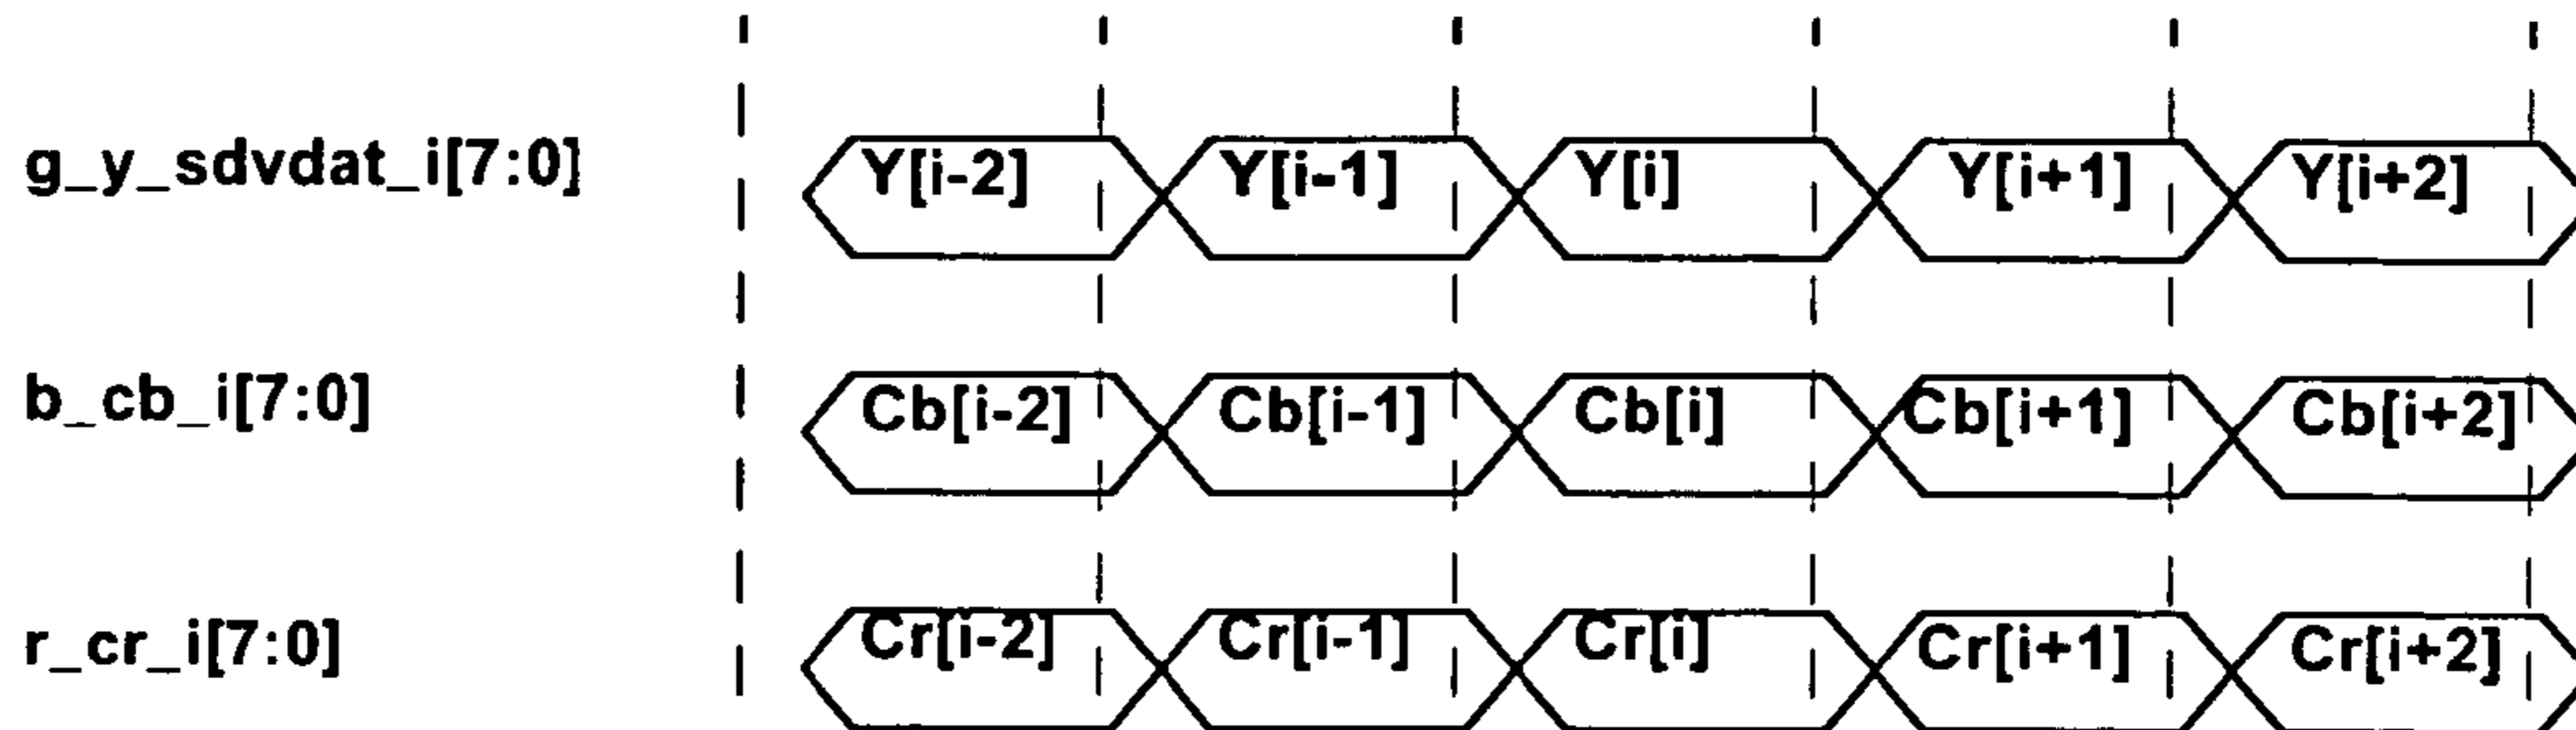 g_y_sdvdat_i[7:0] Y[i-2] Y[i-1] Y[i] Y[i+1] Y[i+2]
b_cb_i[7:0] Cb[i-2] Cb[i-1] Cb[i] Cb[i+1] Cb[i+2]
r_cr_i[7:0] Cr[i-2] Cr[i-1] Cr[i] Cr[i+1] Cr[i+2]